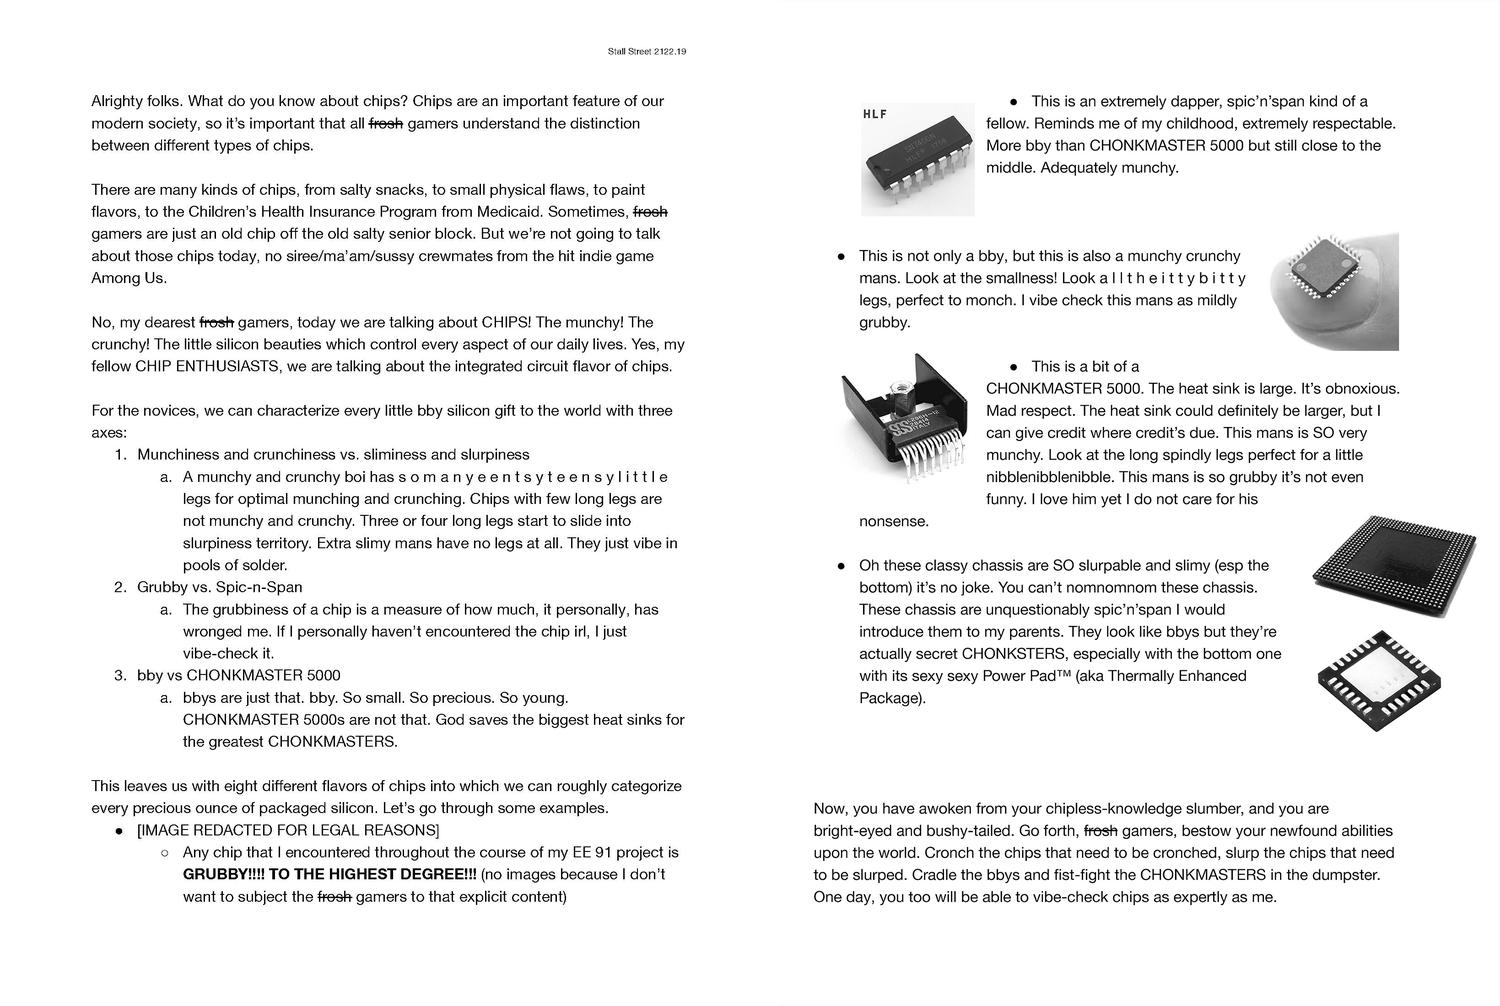 Stall Street 2122.19
Alrighty folks. What do you know about chips? Chips are an important feature of our
modern society, so it's important that all frosh gamers understand the distinction
between different types of chips.
There are many kinds of chips, from salty snacks, to small physical flaws, to paint
flavors, to the Children's Health Insurance Program from Medicaid. Sometimes, frosh
gamers are just an old chip off the old salty senior block. But we're not going to talk
about those chips today, no siree/ma'am/sussy crewmates from the hit indie game
Among Us.
No, my dearest frosh gamers, today we are talking about CHIPS! The munchy! The
crunchy! The little silicon beauties which control every aspect of our daily lives. Yes, my
fellow CHIP ENTHUSIASTS, we are talking about the integrated circuit flavor of chips.
For the novices, we can characterize every little bby silicon gift to the world with three
axes:
1. Munchiness and crunchiness vs. sliminess and slurpiness
a. A munchy and crunchy boi has s o m a n y e e n t s y t e e n s y l i t t l e
legs for optimal munching and crunching. Chips with few long legs are
not munchy and crunchy. Three or four long legs start to slide into
slurpiness territory. Extra slimy mans have no legs at all. They just vibe in
pools of solder.
2. Grubby vs. Spic-n-Span
a. The grubbiness of a chip is a measure of how much, it personally, has
wronged me. If I personally haven't encountered the chip irl, I just
vibe-check it.
3. bby vs CHONKMASTER 5000
a. bbys are just that. bby. So small. So precious. So young.
CHONKMASTER 5000s are not that. God saves the biggest heat sinks for
the greatest CHONKMASTERS.
This leaves us with eight different flavors of chips into which we can roughly categorize
every precious ounce of packaged silicon. Let's go through some examples.
● [IMAGE REDACTED FOR LEGAL REASONS]
○ Any chip that I encountered throughout the course of my EE 91 project is
GRUBBY!!!! TO THE HIGHEST DEGREE!!! (no images because I don't
want to subject the frosh gamers to that explicit content)
HLF
● This is an extremely dapper, spic'n'span kind of a
fellow. Reminds me of my childhood, extremely respectable.
More bby than CHONKMASTER 5000 but still close to the
middle. Adequately munchy.
● This is not only a bby, but this is also a munchy crunchy
mans. Look at the smallness! Look a l l t h e i t t y b i t t y
legs, perfect to monch. I vibe check this mans as mildly
grubby.
SGS
ITALY
● This is a bit of a
CHONKMASTER 5000. The heat sink is large. It's obnoxious.
Mad respect. The heat sink could definitely be larger, but I
can give credit where credit's due. This mans is SO very
munchy. Look at the long spindly legs perfect for a little
nibblenibblenibble. This mans is so grubby it's not even
funny. I love him yet I do not care for his
nonsense.
● Oh these classy chassis are SO slurpable and slimy (esp the
bottom) it's no joke. You can't nomnomnom these chassis.
These chassis are unquestionably spic'n'span I would
introduce them to my parents. They look like bbys but they're
actually secret CHONKSTERS, especially with the bottom one
with its sexy sexy Power Pad™ (aka Thermally Enhanced
Package).
Now, you have awoken from your chipless-knowledge slumber, and you are
bright-eyed and bushy-tailed. Go forth, frosh gamers, bestow your newfound abilities
upon the world. Cronch the chips that need to be cronched, slurp the chips that need
to be slurped. Cradle the bbys and fist-fight the CHONKMASTERS in the dumpster.
One day, you too will be able to vibe-check chips as expertly as me.